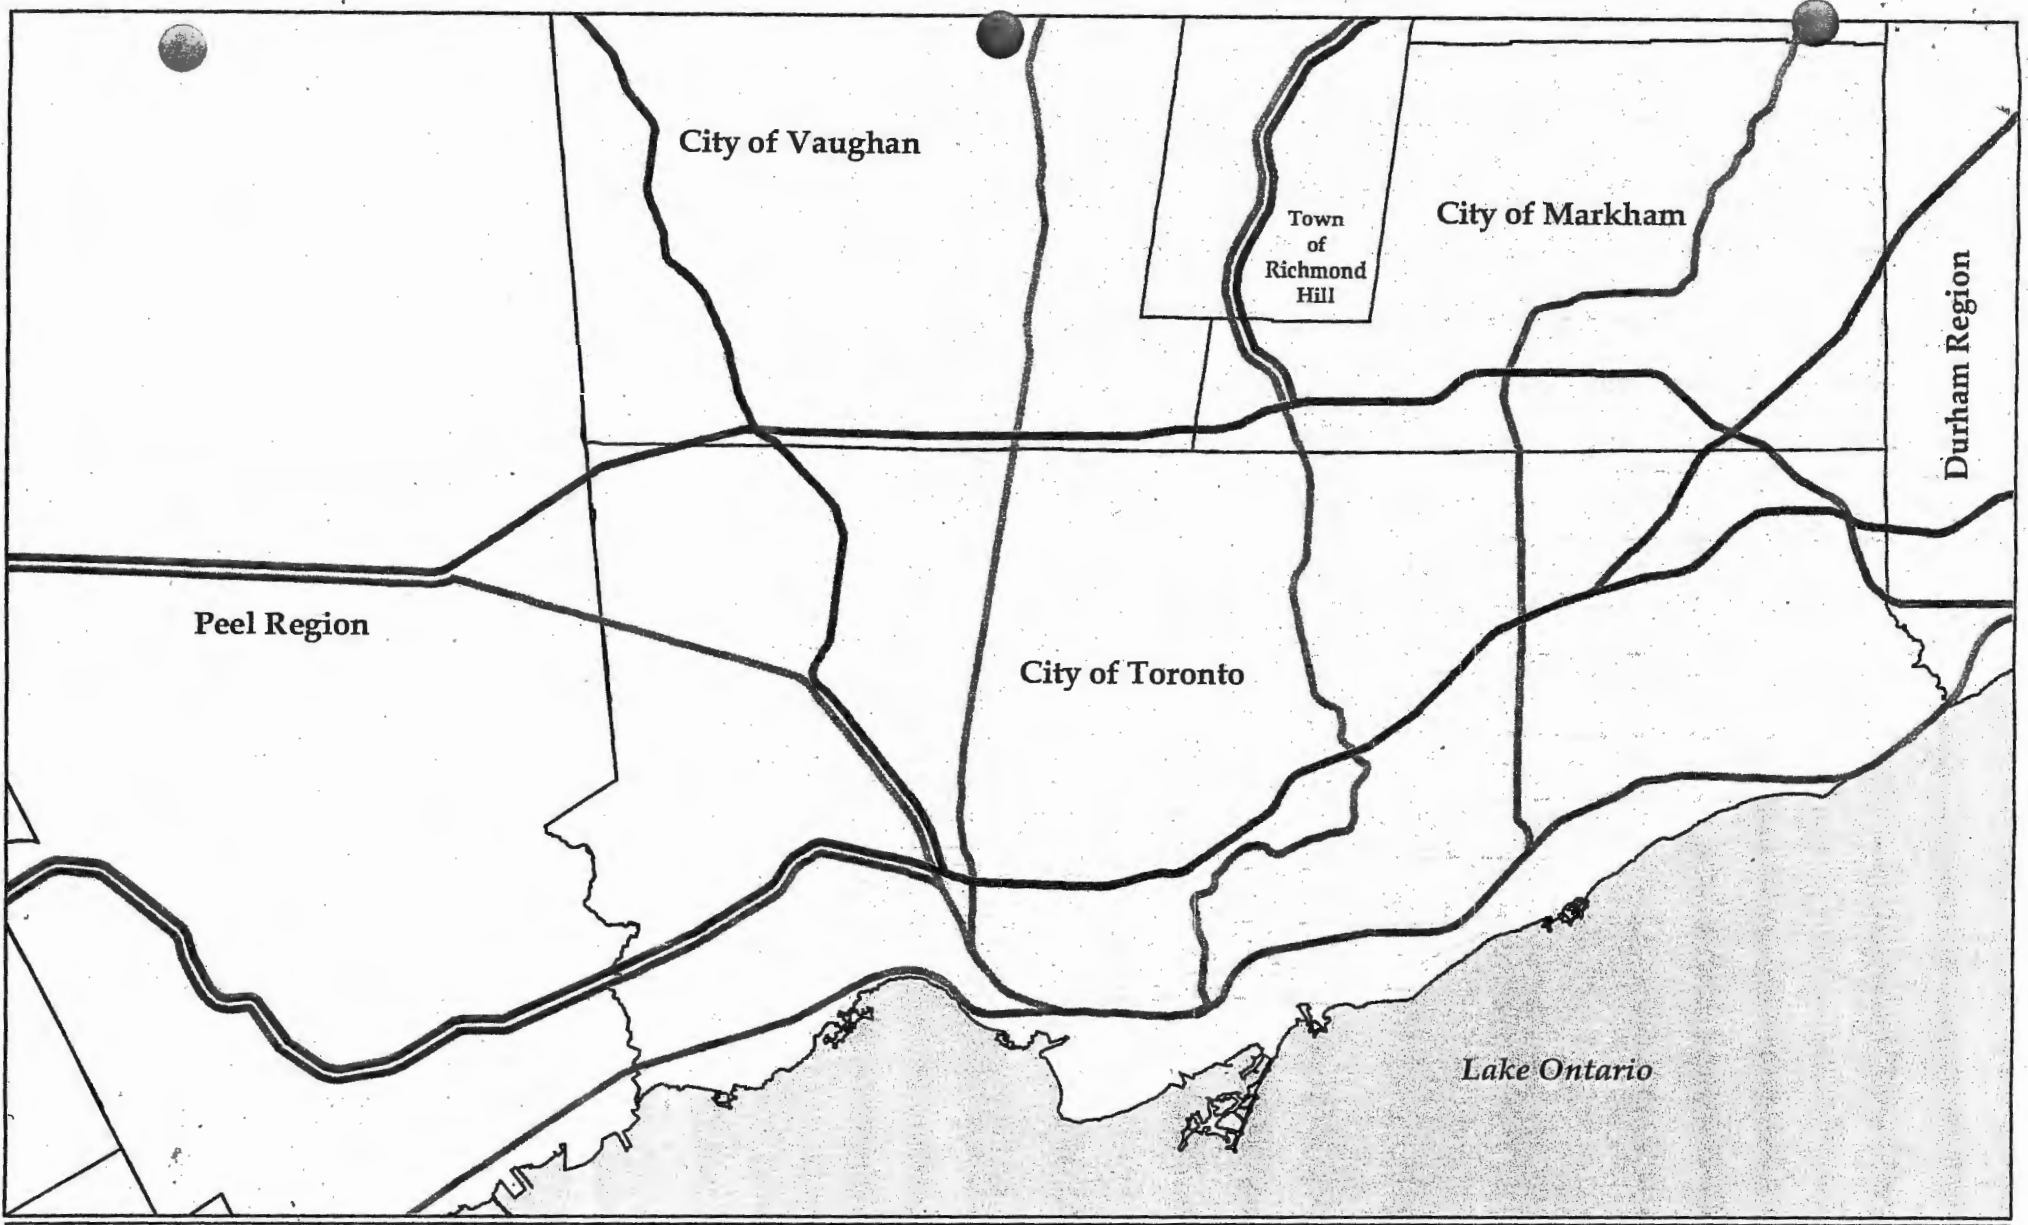 City of Vaughan
City of Markham
Town
of
Richmond
Hill
Durham Region
Peel Region
City of Toronto
Lake Ontario